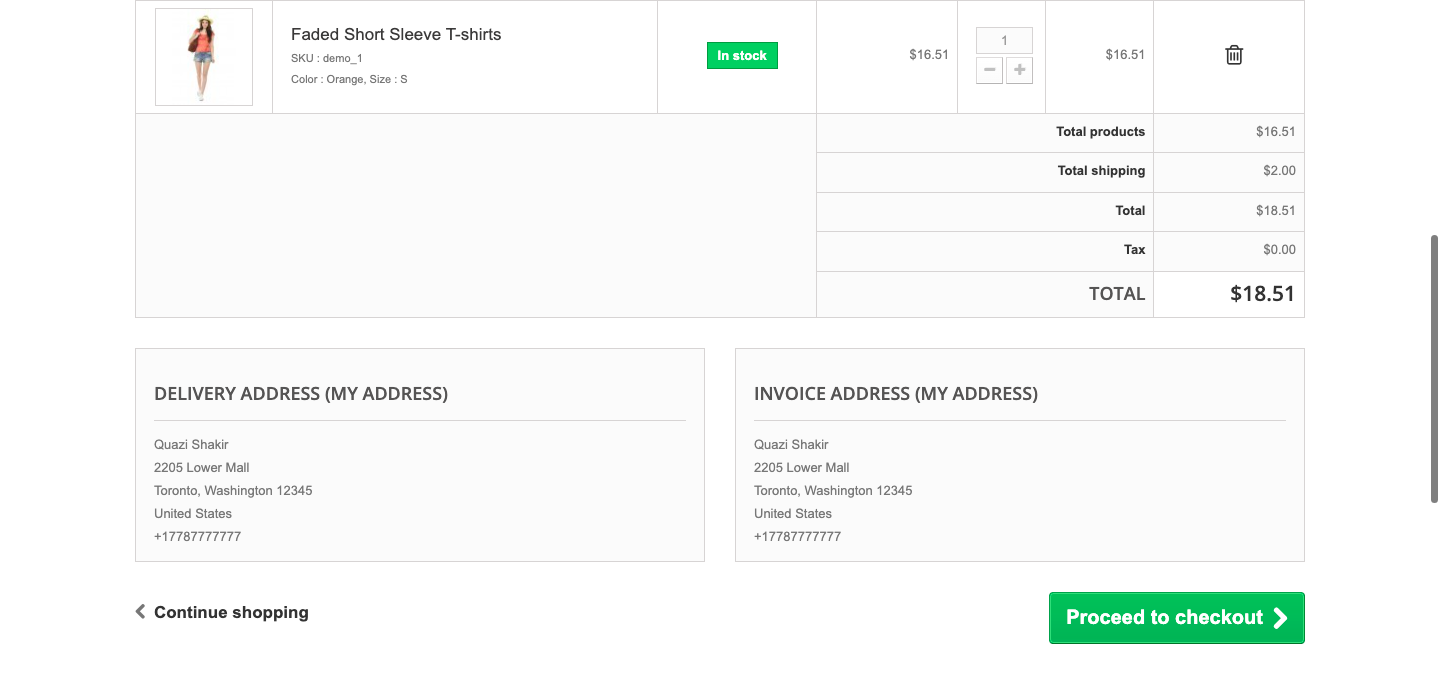 Faded Short Sleeve T-shirts
SKU : demo_1
Color : Orange, Size : S
In stock
$16.51
1
$16.51
Total products $16.51
Total shipping $2.00
Total $18.51
Tax $0.00
TOTAL $18.51
DELIVERY ADDRESS (MY ADDRESS)
Quazi Shakir
2205 Lower Mall
Toronto, Washington 12345
United States
+17787777777
INVOICE ADDRESS (MY ADDRESS)
Quazi Shakir
2205 Lower Mall
Toronto, Washington 12345
United States
+17787777777
Continue shopping
Proceed to checkout